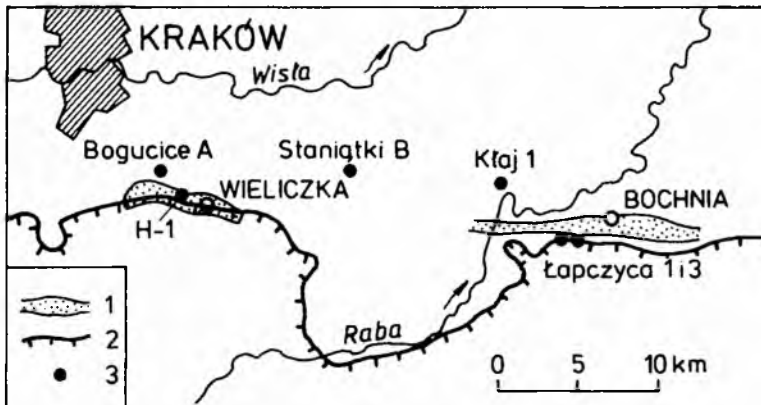 KRAKÓW
Wisła
Bogucice A
Staniątki B
Kłaj 1
WIELICZKA
BOCHNIA
H-1
Łapczyca 1 i 3
1
2
Raba
3
0 5 10 km